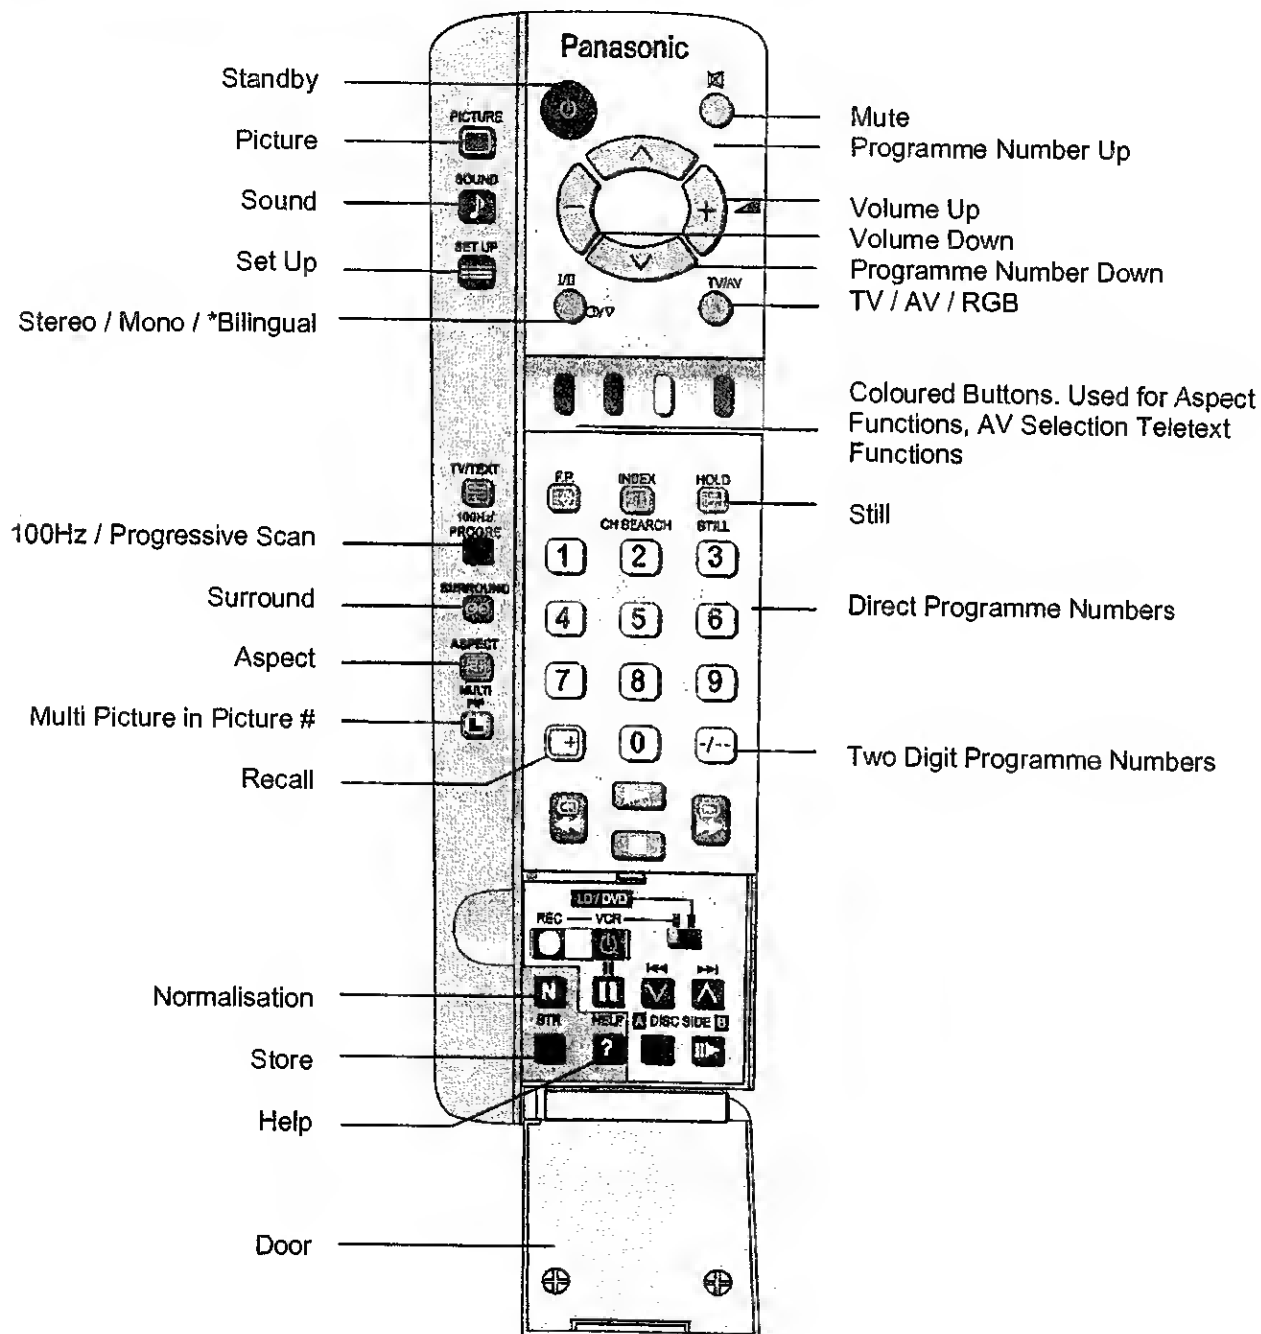 Panasonic
Standby
Picture
Sound
Set Up
Stereo / Mono / *Bilingual
100Hz / Progressive Scan
Surround
Aspect
Multi Picture in Picture #
Recall
Normalisation
Store
Help
Door
PICTURE
SOUND
SET UP
I/II
TV/AV
TV/TEXT
100Hz/
PROGRE
SURROUND
ASPECT
MULTI
PIP
F.P.
INDEX
HOLD
CH SEARCH
STILL
1 2 3
4 5 6
7 8 9
0 -/--
LD / DVD
REC VCR
N
STR HELP A DISC SIDE B
?
Mute
Programme Number Up
Volume Up
Volume Down
Programme Number Down
TV / AV / RGB
Coloured Buttons. Used for Aspect
Functions, AV Selection Teletext
Functions
Still
Direct Programme Numbers
Two Digit Programme Numbers